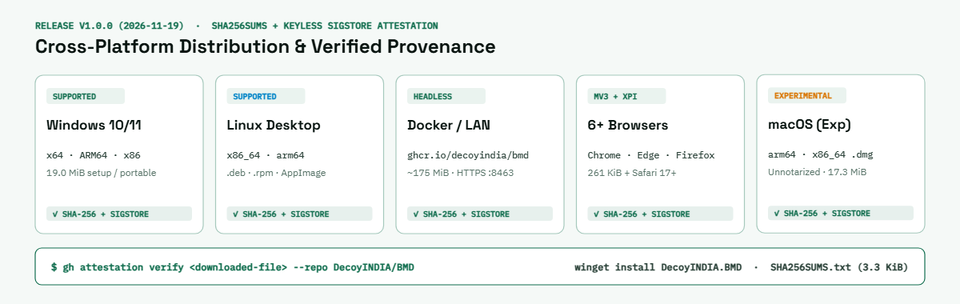 RELEASE V1.0.0 (2026-11-19) · SHA256SUMS + KEYLESS SIGSTORE ATTESTATION
Cross-Platform Distribution & Verified Provenance
SUPPORTED
Windows 10/11
x64 · ARM64 · x86
19.0 MiB setup / portable
√ SHA-256 + SIGSTORE
SUPPORTED
Linux Desktop
x86_64 · arm64
.deb · .rpm · AppImage
√ SHA-256 + SIGSTORE
HEADLESS
Docker / LAN
ghcr.io/decoyindia/bmd
~175 MiB · HTTPS :8463
√ SHA-256 + SIGSTORE
MV3 + XPI
6+ Browsers
Chrome · Edge · Firefox
261 KiB + Safari 17+
√ SHA-256 + SIGSTORE
EXPERIMENTAL
macOS (Exp)
arm64 · x86_64 .dmg
Unnotarized · 17.3 MiB
√ SHA-256 + SIGSTORE
$ gh attestation verify <downloaded-file> --repo DecoyINDIA/BMD
winget install DecoyINDIA.BMD · SHA256SUMS.txt (3.3 KiB)